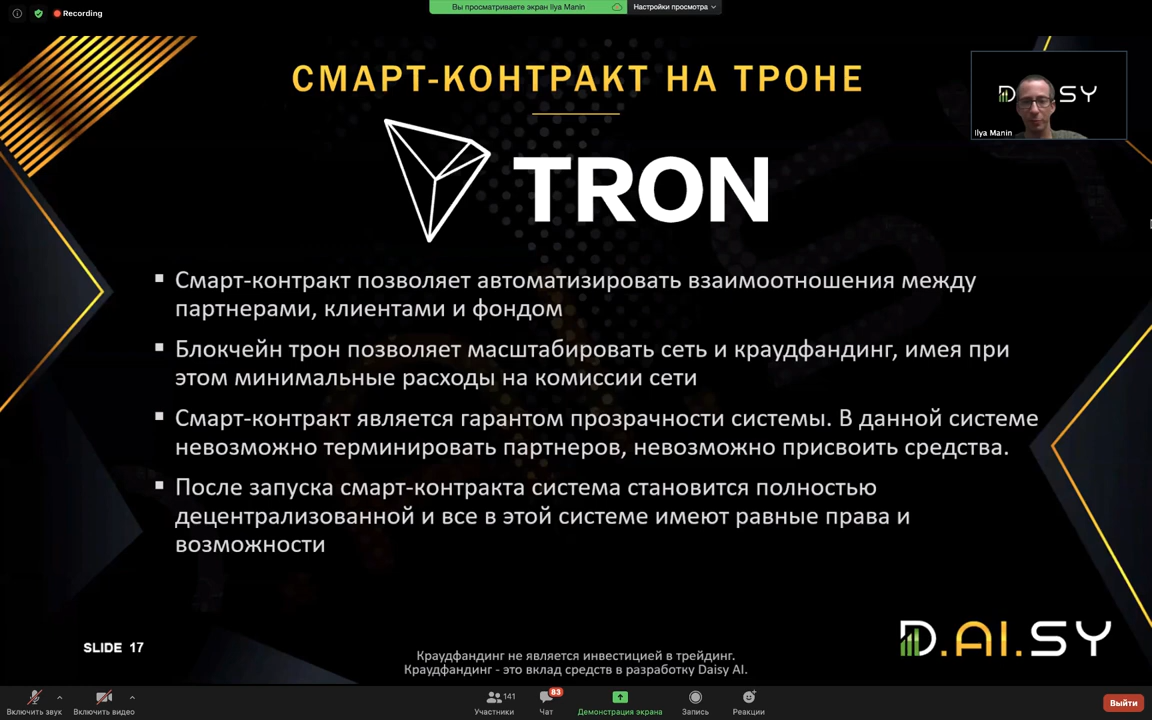 Recording
Вы просматриваете экран Ilya Manin
Настройки просмотра
СМАРТ-КОНТРАКТ НА ТРОНЕ
D SY
Ilya Manin
TRON
Смарт-контракт позволяет автоматизировать взаимоотношения между
партнерами, клиентами и фондом
Блокчейн трон позволяет масштабировать сеть и краудфандинг, имея при
этом минимальные расходы на комиссии сети
Смарт-контракт является гарантом прозрачности системы. В данной системе
невозможно терминировать партнеров, невозможно присвоить средства.
После запуска смарт-контракта система становится полностью
децентрализованной и все в этой системе имеют равные права и
возможности
SLIDE 17
Краудфандинг не является инвестицией в трейдинг.
Краудфандинг - это вклад средств в разработку Daisy AI.
D.AI.SY
Включить звук
Включить видео
141
Участники
83
Чат
Демонстрация экрана
Запись
Реакции
Выйти